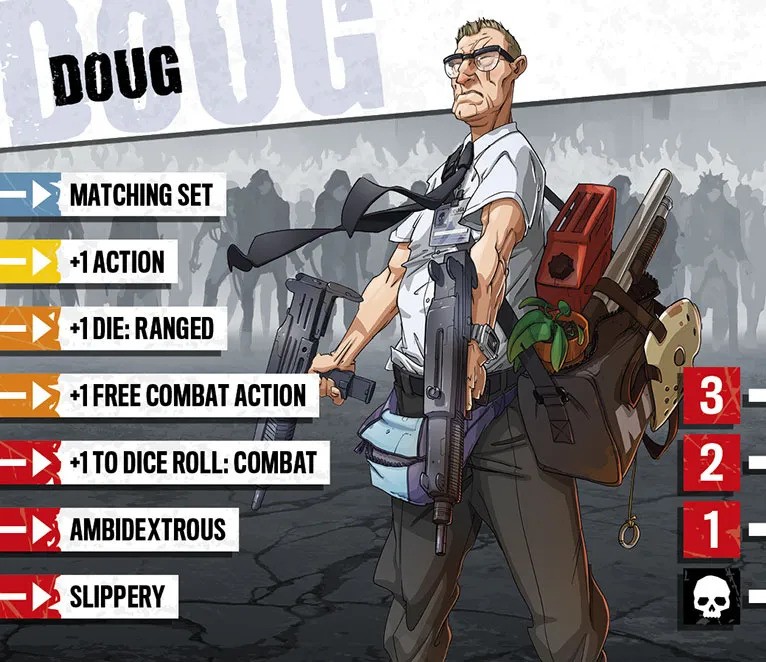 DOUG
MATCHING SET
+1 ACTION
+1 DIE: RANGED
+1 FREE COMBAT ACTION
+1 TO DICE ROLL: COMBAT
AMBIDEXTROUS
SLIPPERY
3
2
1